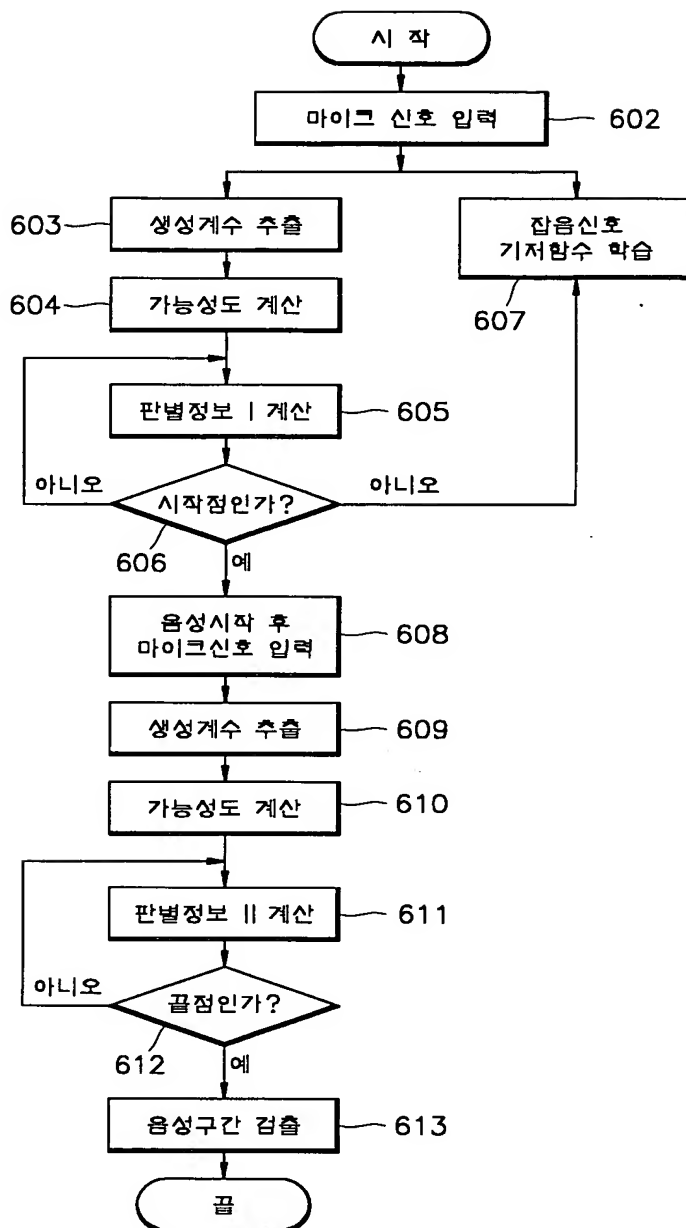 시 작
마이크 신호 입력
602
603
생성계수 추출
잡음신호
기저함수 학습
607
604
가능성도 계산
판별정보 I 계산
605
아니오
시작점인가?
아니오
606
예
음성시작 후
마이크신호 입력
608
생성계수 추출
609
가능성도 계산
610
판별정보 II 계산
611
아니오
끝점인가?
612
예
음성구간 검출
613
끝